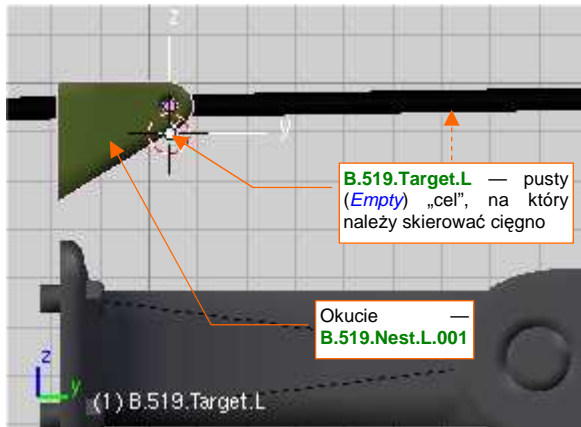 z
y
B.519.Target.L — pusty
(Empty) „cel”, na który
należy skierować cięgno
Okucie —
B.519.Nest.L.001
z
y
(1) B.519.Target.L